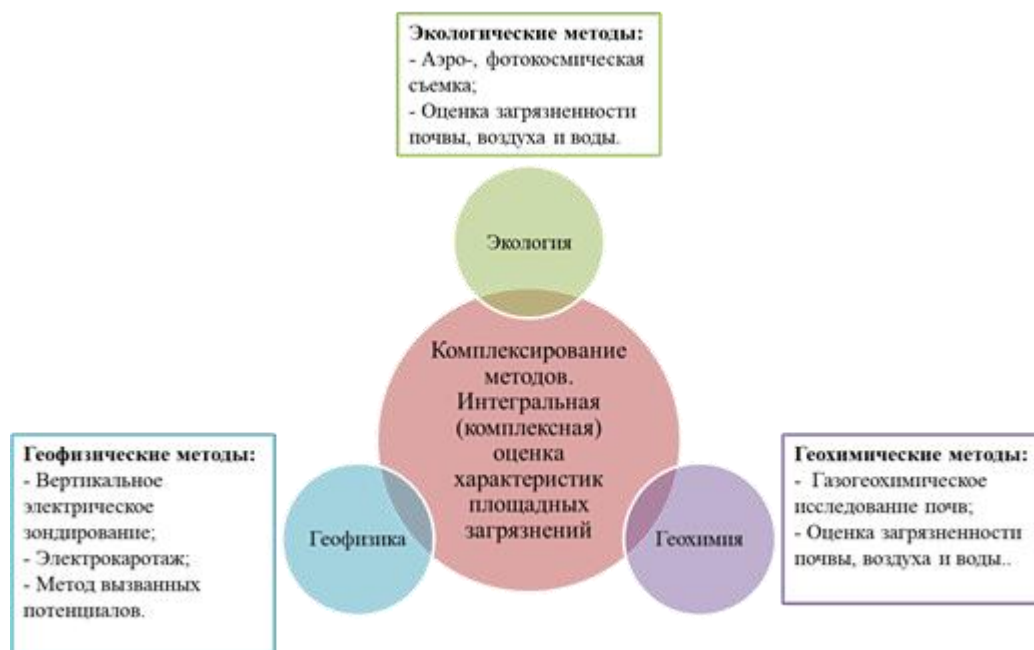 Экологические методы:
- Аэро-, фотокосмическая
съемка;
- Оценка загрязненности
почвы, воздуха и воды.
Экология
Комплексирование
методов.
Интегральная
(комплексная)
оценка
характеристик
площадных
загрязнений
Геофизические методы:
- Вертикальное
электрическое
зондирование;
- Электрокаротаж;
- Метод вызванных
потенциалов.
Геофизика
Геохимия
Геохимические методы:
- Газогеохимическое
исследование почв;
- Оценка загрязненности
почвы, воздуха и воды..